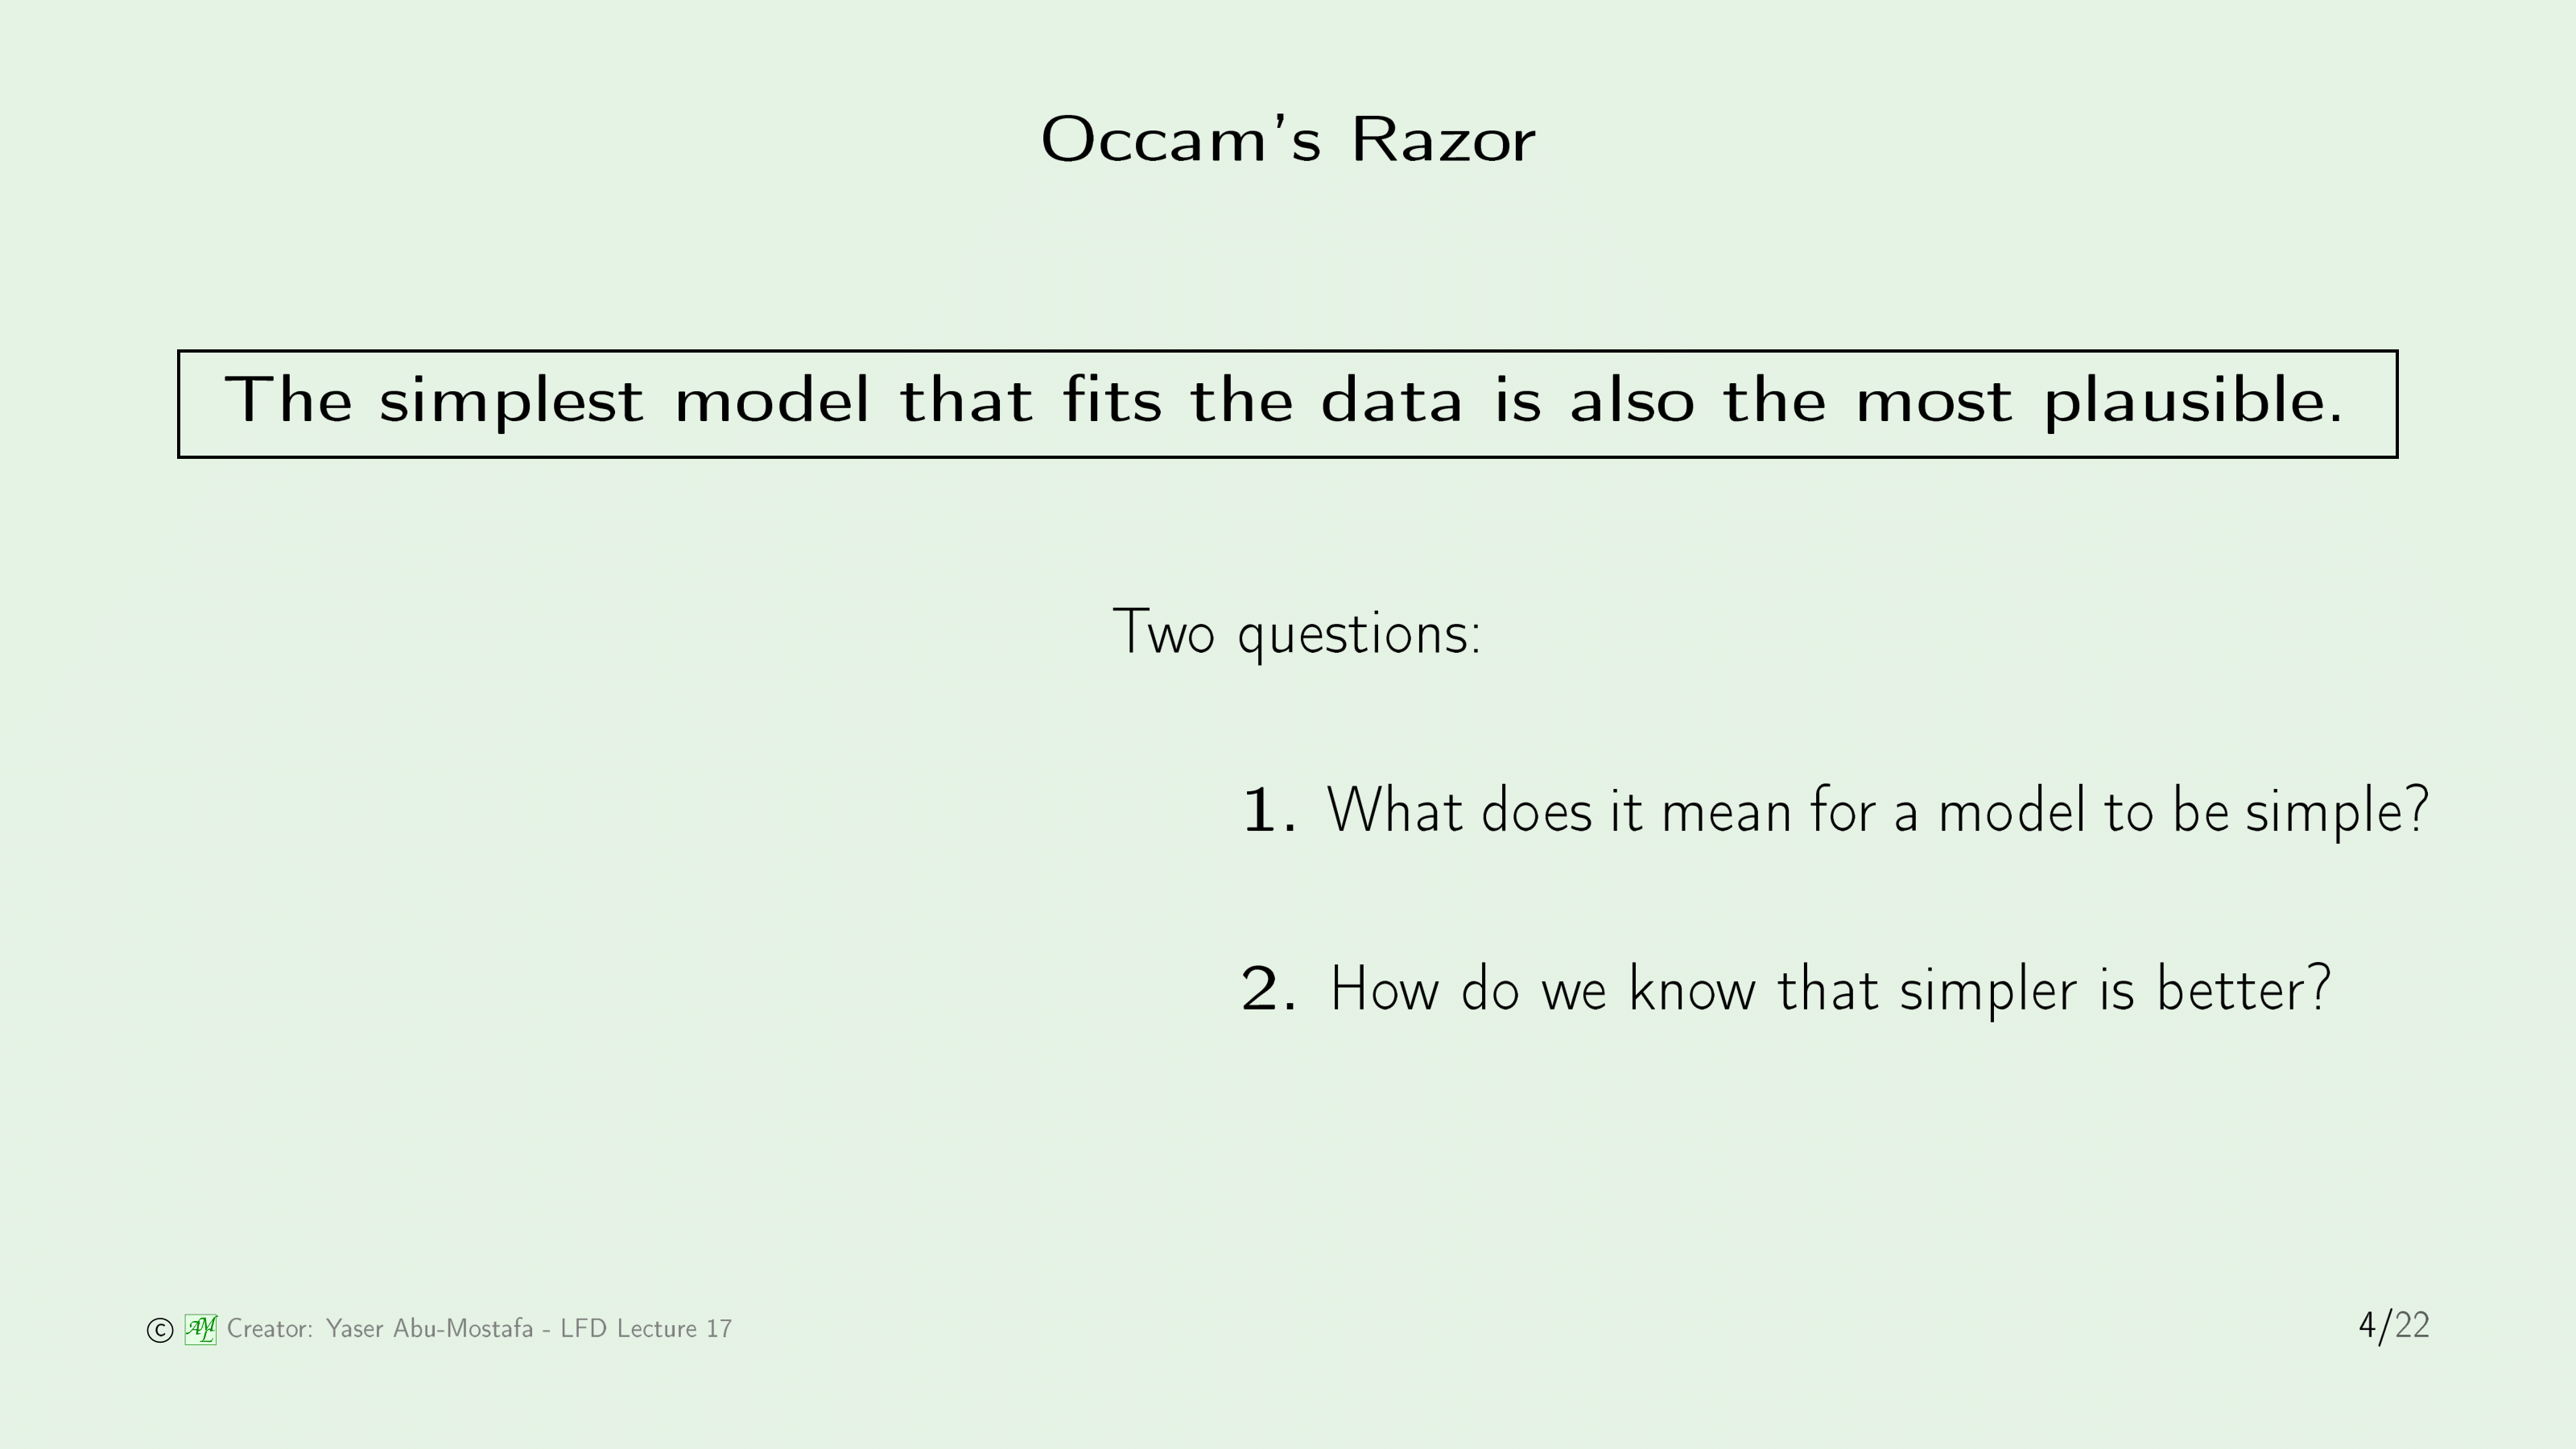 Occam's Razor
The simplest model that fits the data is also the most plausible.
Two questions:
1. What does it mean for a model to be simple?
2. How do we know that simpler is better?
© AML Creator: Yaser Abu-Mostafa - LFD Lecture 17
4/22